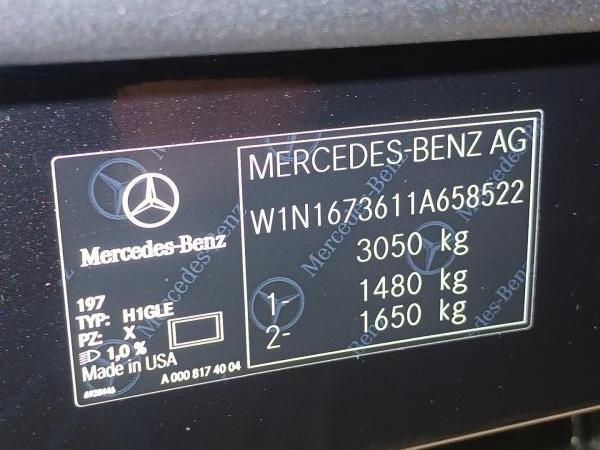 Mercedes-Benz
197
TYP: H1GLE
PZ: X
1,0 %
Made in USA
A 000 817 40 04
MERCEDES-BENZ AG
W1N1673611A658522
3050 kg
1- 1480 kg
2- 1650 kg